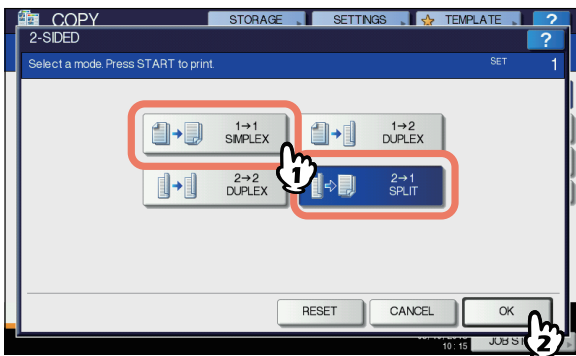 COPY STORAGE SETTINGS TEMPLATE ?
2-SIDED ?
Select a mode. Press START to print. SET 1
1→1 SIMPLEX
1→2 DUPLEX
1
2→2 DUPLEX
2→1 SPLIT
RESET CANCEL OK
10:15 JOB
2